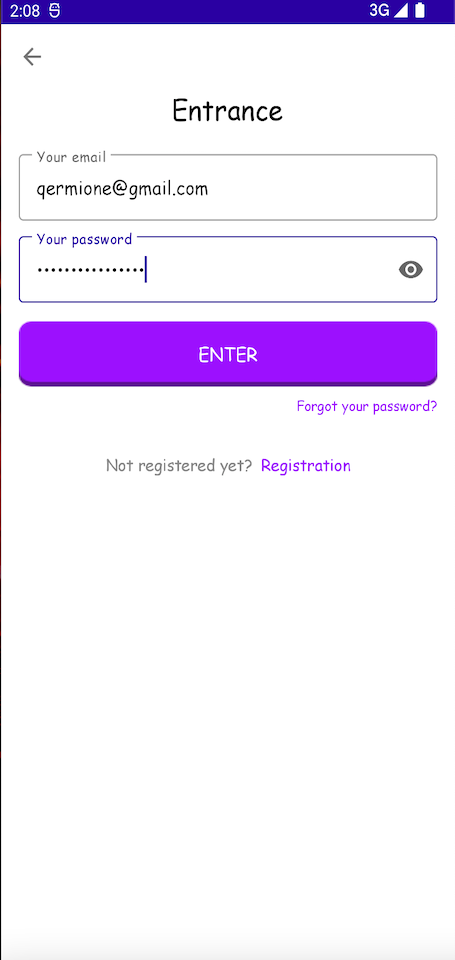 2:08 3G
Entrance
Your email
qermione@gmail.com
Your password
••••••••••••••••
ENTER
Forgot your password?
Not registered yet? Registration